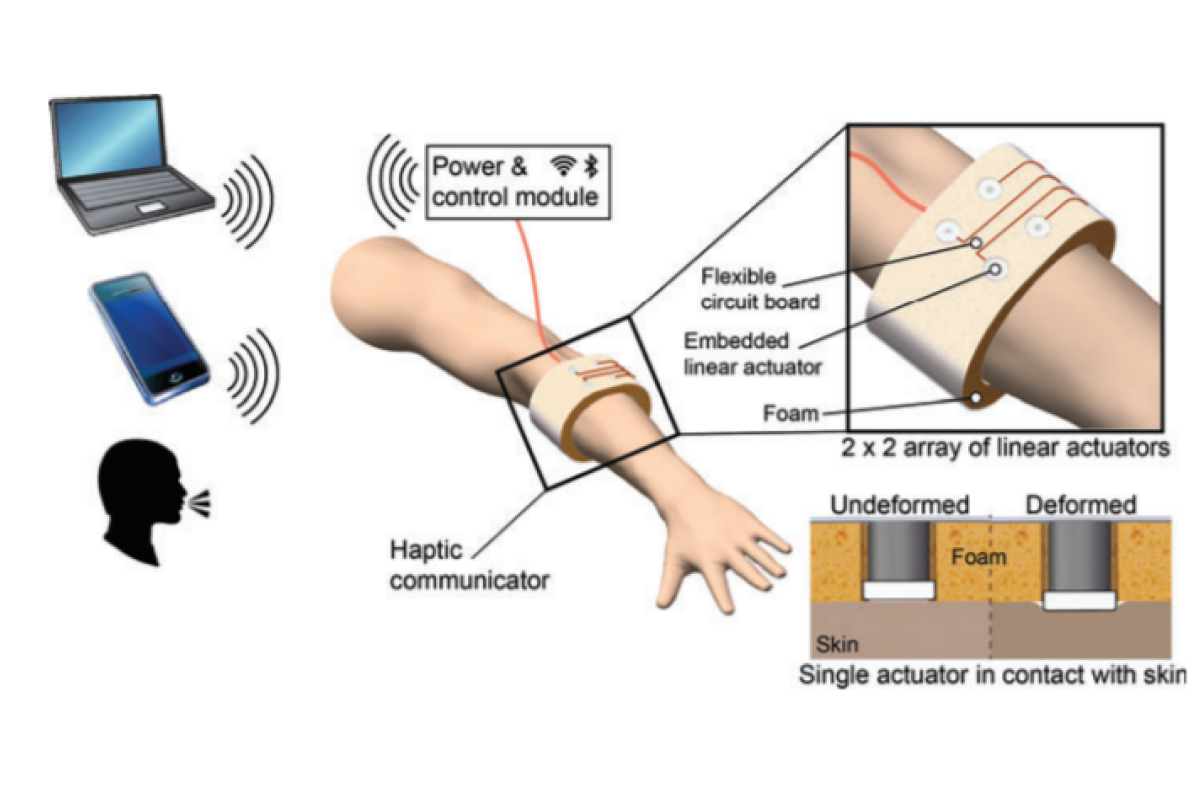 Power &
control module
Flexible
circuit board
Embedded
linear actuator
Foam
2 x 2 array of linear actuators
Haptic
communicator
Undeformed
Deformed
Foam
Skin
Single actuator in contact with skin